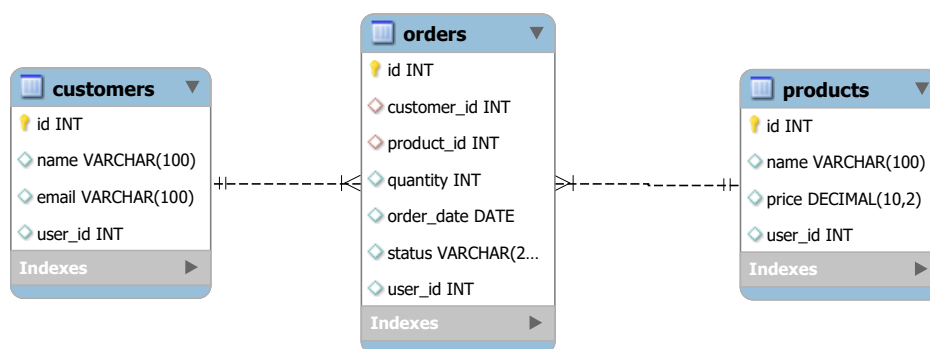 customers
id INT
name VARCHAR(100)
email VARCHAR(100)
user_id INT
Indexes
orders
id INT
customer_id INT
product_id INT
quantity INT
order_date DATE
status VARCHAR(2...
user_id INT
Indexes
products
id INT
name VARCHAR(100)
price DECIMAL(10,2)
user_id INT
Indexes